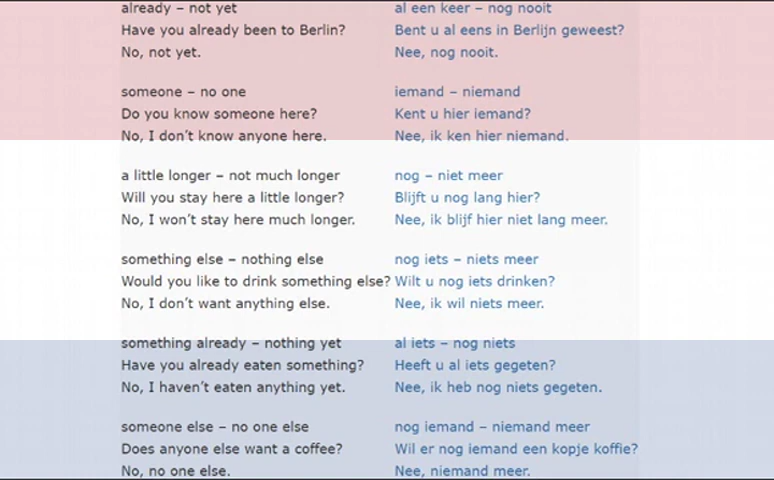 already – not yet
al een keer – nog nooit
Have you already been to Berlin?
Bent u al eens in Berlijn geweest?
No, not yet.
Nee, nog nooit.
someone – no one
iemand – niemand
Do you know someone here?
Kent u hier iemand?
No, I don't know anyone here.
Nee, ik ken hier niemand.
a little longer – not much longer
nog – niet meer
Will you stay here a little longer?
Blijft u nog lang hier?
No, I won't stay here much longer.
Nee, ik blijf hier niet lang meer.
something else – nothing else
nog iets – niets meer
Would you like to drink something else?
Wilt u nog iets drinken?
No, I don't want anything else.
Nee, ik wil niets meer.
something already – nothing yet
al iets – nog niets
Have you already eaten something?
Heeft u al iets gegeten?
No, I haven't eaten anything yet.
Nee, ik heb nog niets gegeten.
someone else – no one else
nog iemand – niemand meer
Does anyone else want a coffee?
Wil er nog iemand een kopje koffie?
No, no one else.
Nee, niemand meer.